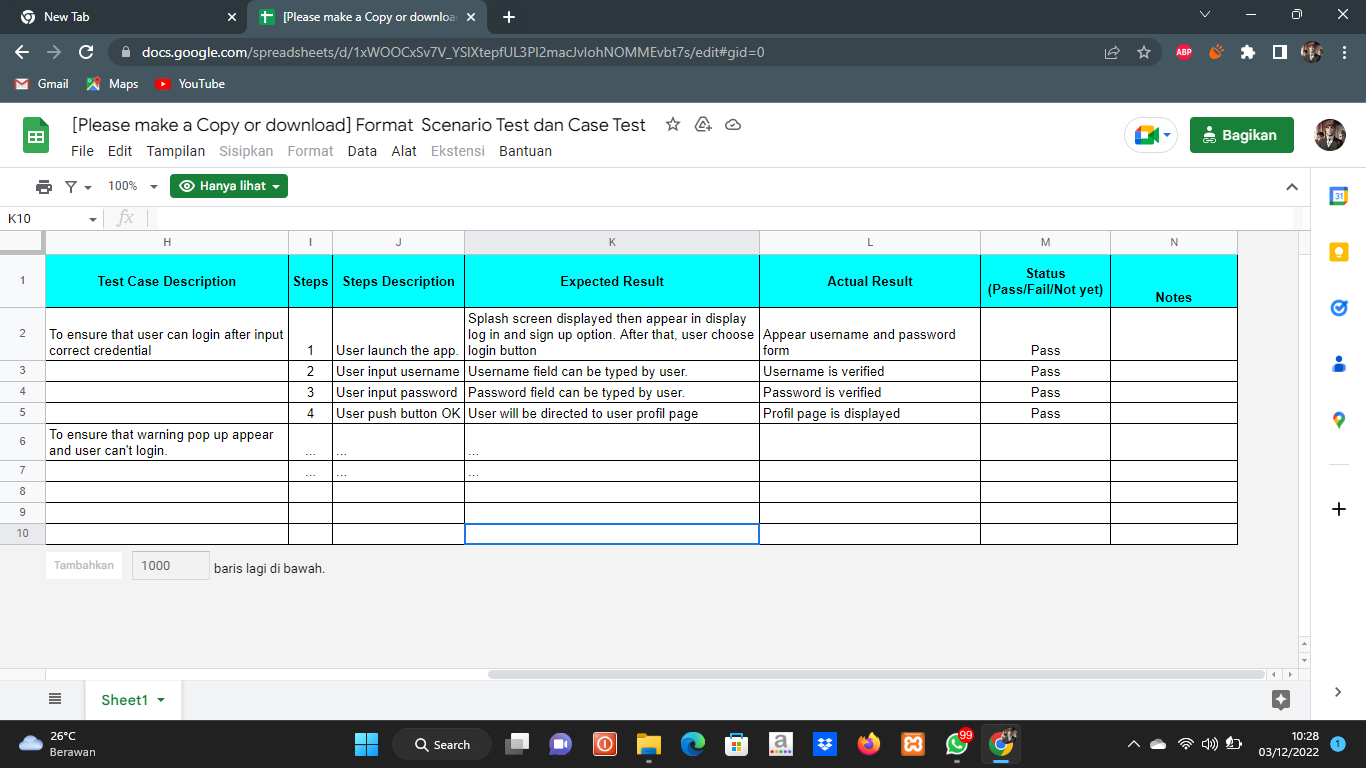 New Tab
[Please make a Copy or downloa
docs.google.com/spreadsheets/d/1xWOOCxSv7V_YSlXtepfUL3Pl2macJvlohNOMMEvbt7s/edit#gid=0
ABP
Gmail
Maps
YouTube
[Please make a Copy or download] Format Scenario Test dan Case Test
File Edit Tampilan Sisipkan Format Data Alat Ekstensi Bantuan
Bagikan
100%
Hanya lihat
31
K10
fx
H I J K L M N
1 Test Case Description Steps Steps Description Expected Result Actual Result Status
(Pass/Fail/Not yet)
Notes
2 To ensure that user can login after input
correct credential
1
User launch the app.
Splash screen displayed then appear in display
log in and sign up option. After that, user choose
login button
Appear username and password
form
Pass
3 2 User input username Username field can be typed by user. Username is verified Pass
4 3 User input password Password field can be typed by user. Password is verified Pass
5 4 User push button OK User will be directed to user profil page Profil page is displayed Pass
6 To ensure that warning pop up appear
and user can't login.
... ... ...
7 ... ... ...
8
9
10
Tambahkan 1000 baris lagi di bawah.
Sheet1
26°C
Berawan
Search
a
99
10:28
03/12/2022
1